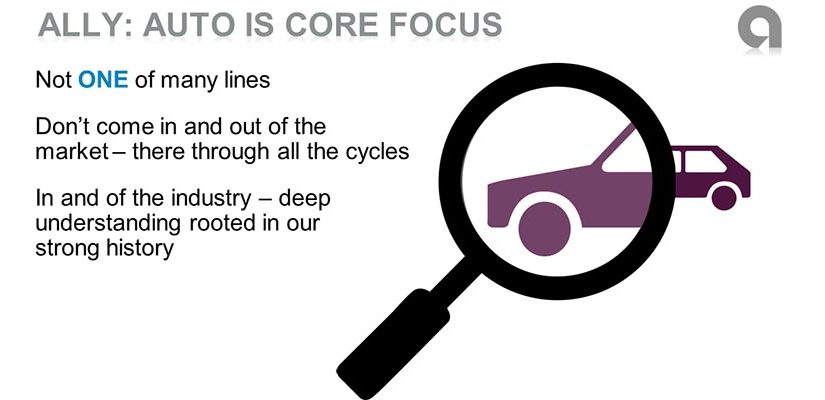 ALLY: AUTO IS CORE FOCUS
Not ONE of many lines
Don’t come in and out of the
market – there through all the cycles
In and of the industry – deep
understanding rooted in our
strong history